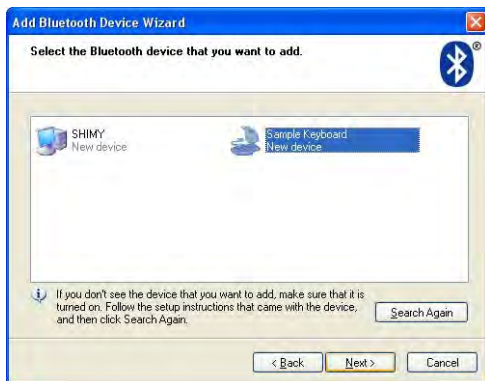 Add Bluetooth Device Wizard
Select the Bluetooth device that you want to add.
®
SHIMY
New device
Sample Keyboard
New device
If you don't see the device that you want to add, make sure that it is
turned on. Follow the setup instructions that came with the device,
and then click Search Again.
Search Again
< Back
Next >
Cancel